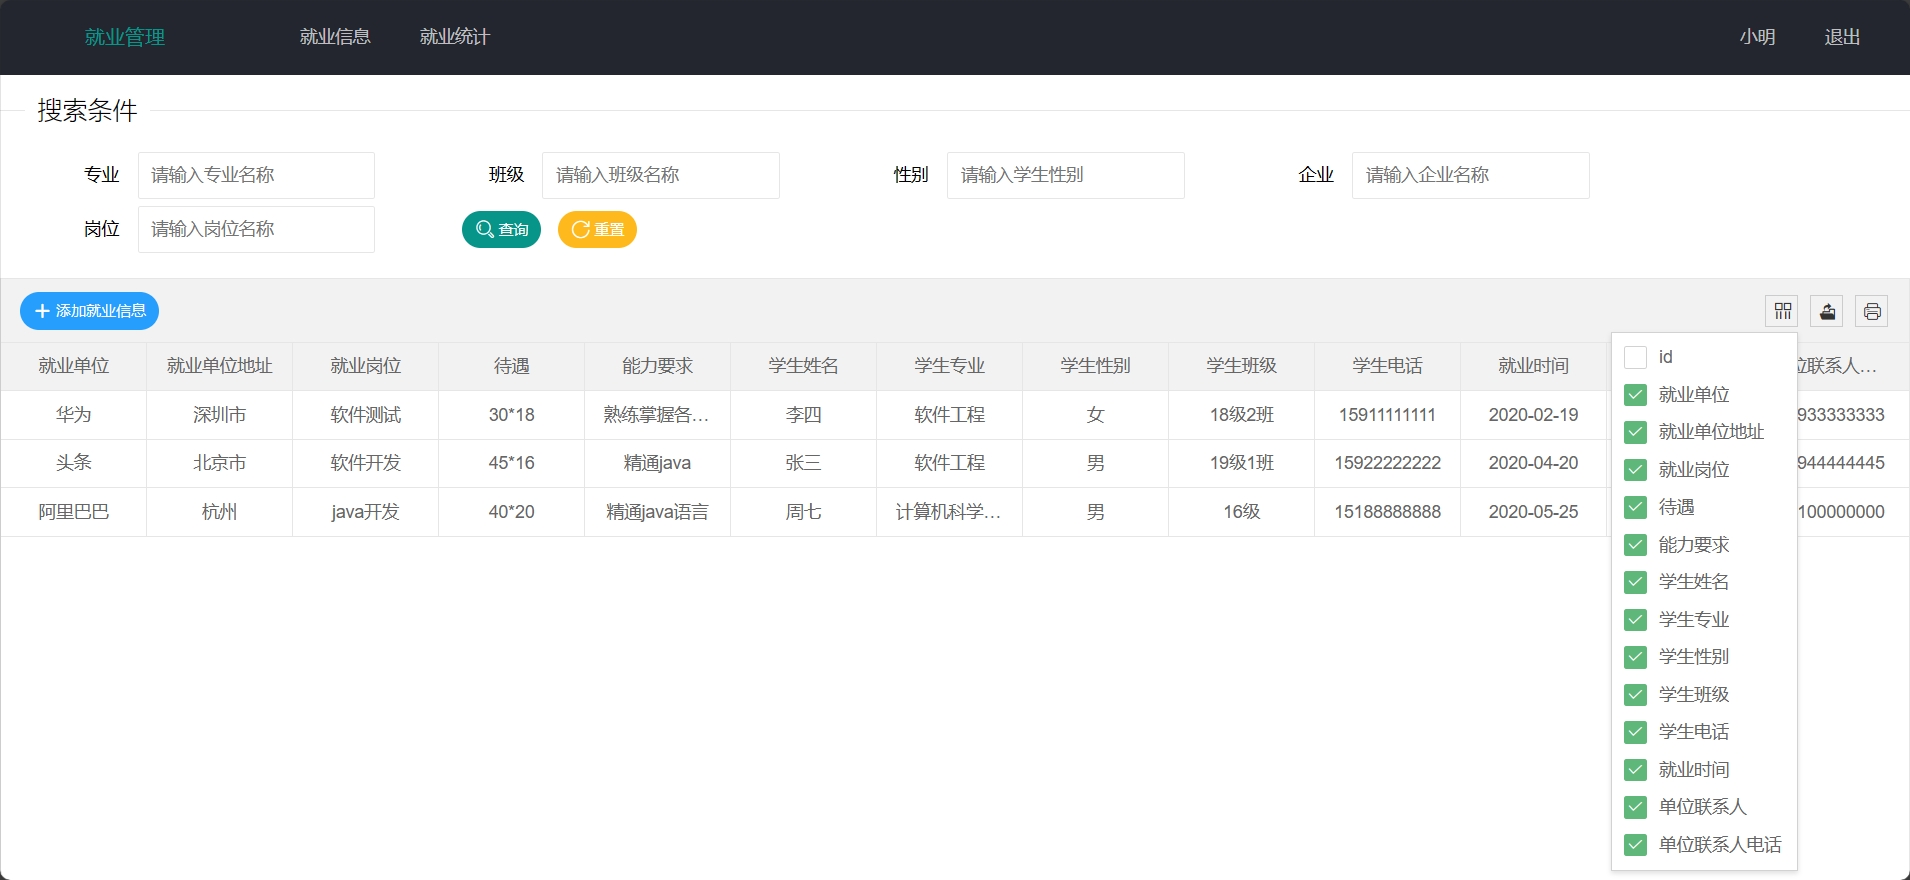 就业管理 就业信息 就业统计 小明 退出
搜索条件
专业 请输入专业名称 班级 请输入班级名称 性别 请输入学生性别 企业 请输入企业名称
岗位 请输入岗位名称 查询 重置
添加就业信息
就业单位 就业单位地址 就业岗位 待遇 能力要求 学生姓名 学生专业 学生性别 学生班级 学生电话 就业时间 位联系人…
华为 深圳市 软件测试 30*18 熟练掌握各… 李四 软件工程 女 18级2班 15911111111 2020-02-19 933333333
头条 北京市 软件开发 45*16 精通java 张三 软件工程 男 19级1班 15922222222 2020-04-20 944444445
阿里巴巴 杭州 java开发 40*20 精通java语言 周七 计算机科学… 男 16级 15188888888 2020-05-25 100000000
id
就业单位
就业单位地址
就业岗位
待遇
能力要求
学生姓名
学生专业
学生性别
学生班级
学生电话
就业时间
单位联系人
单位联系人电话